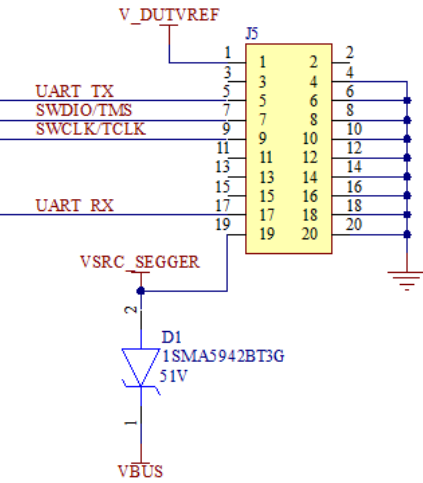 V_DUTVREF
J5
1 1 2 2
3 3 4 4
UART_TX 5 5 6 6
SWDIO/TMS 7 7 8 8
SWCLK/TCLK 9 9 10 10
11 11 12 12
13 13 14 14
15 15 16 16
UART_RX 17 17 18 18
19 19 20 20
VSRC_SEGGER
2
D1
1SMA5942BT3G
51V
1
VBUS